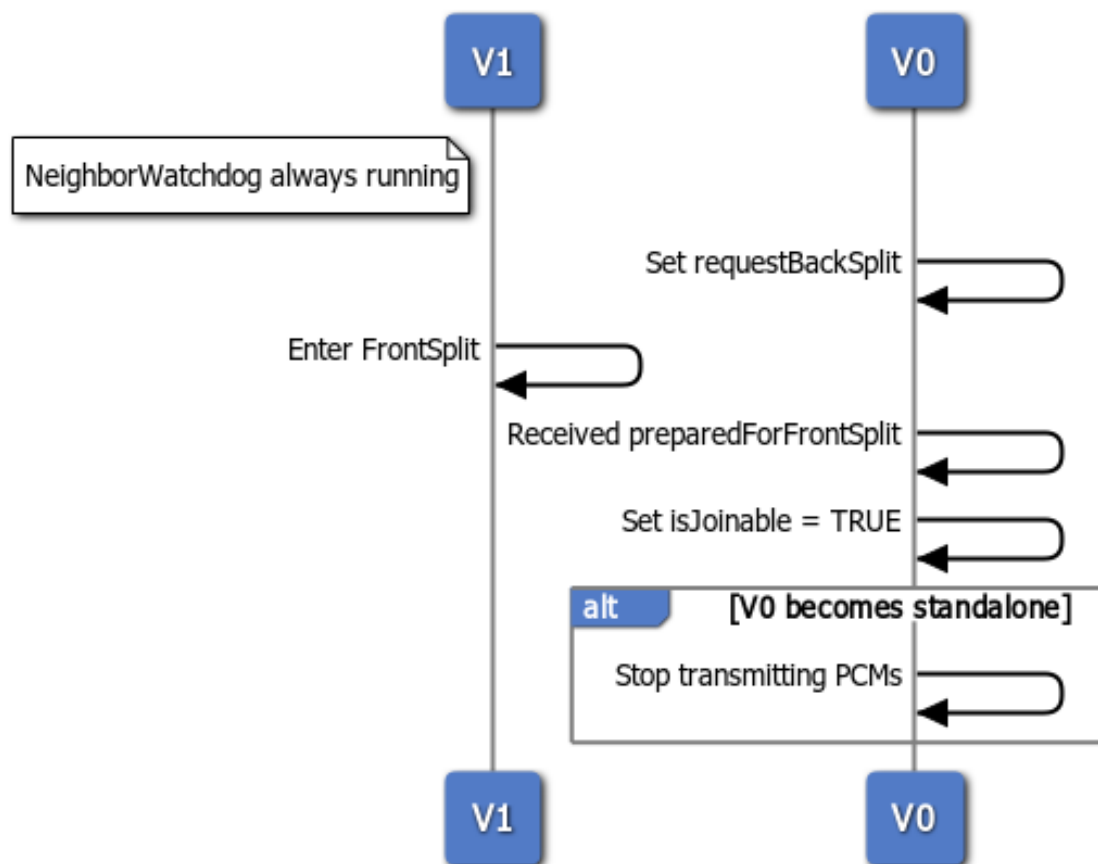 V1
V0
NeighborWatchdog always running
Set requestBackSplit
Enter FrontSplit
Received preparedForFrontSplit
Set isJoinable = TRUE
alt
[V0 becomes standalone]
Stop transmitting PCMs
V1
V0